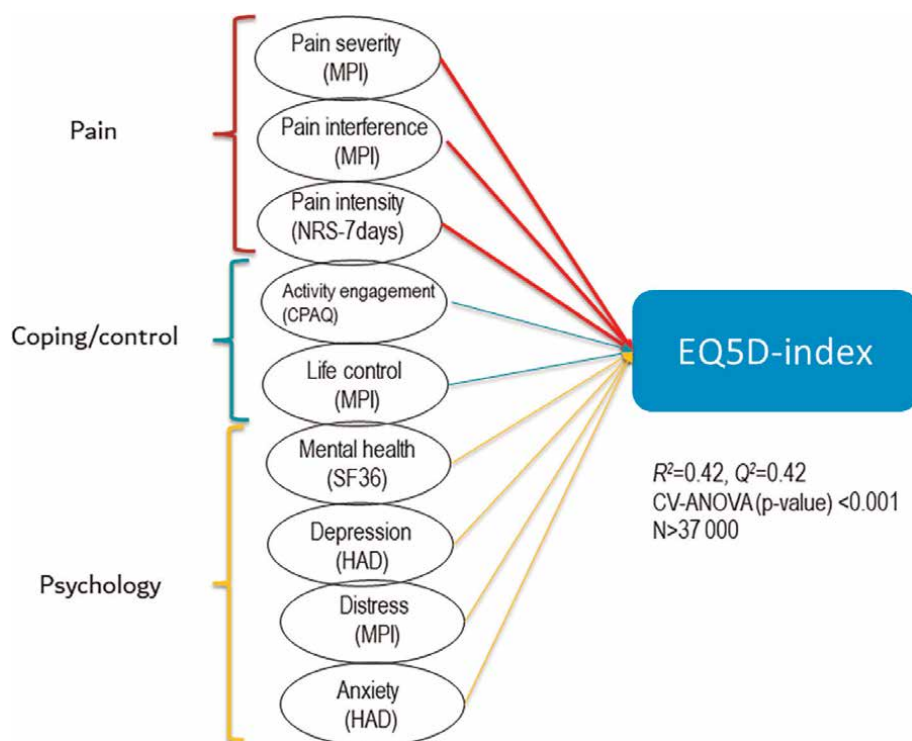 Pain
Pain severity
(MPI)
Pain interference
(MPI)
Pain intensity
(NRS-7days)
Coping/control
Activity engagement
(CPAQ)
Life control
(MPI)
Psychology
Mental health
(SF36)
Depression
(HAD)
Distress
(MPI)
Anxiety
(HAD)
EQ5D-index
R²=0.42, Q²=0.42
CV-ANOVA (p-value) <0.001
N>37 000